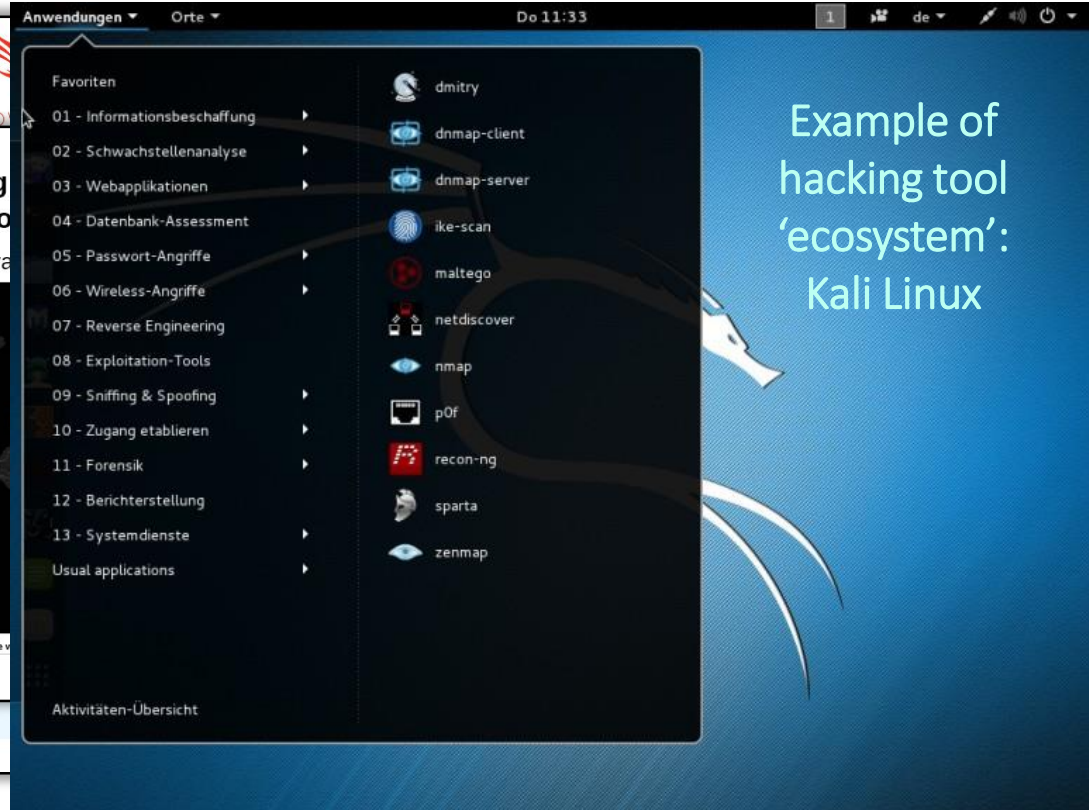 Anwendungen Orte Do 11:33 1 de
Favoriten
01 - Informationsbeschaffung
02 - Schwachstellenanalyse
03 - Webapplikationen
04 - Datenbank-Assessment
05 - Passwort-Angriffe
06 - Wireless-Angriffe
07 - Reverse Engineering
08 - Exploitation-Tools
09 - Sniffing & Spoofing
10 - Zugang etablieren
11 - Forensik
12 - Berichterstellung
13 - Systemdienste
Usual applications
Aktivitäten-Übersicht
dmitry
dnmap-client
dnmap-server
ike-scan
maltego
netdiscover
nmap
p0f
recon-ng
sparta
zenmap
Example of
hacking tool
‘ecosystem’:
Kali Linux